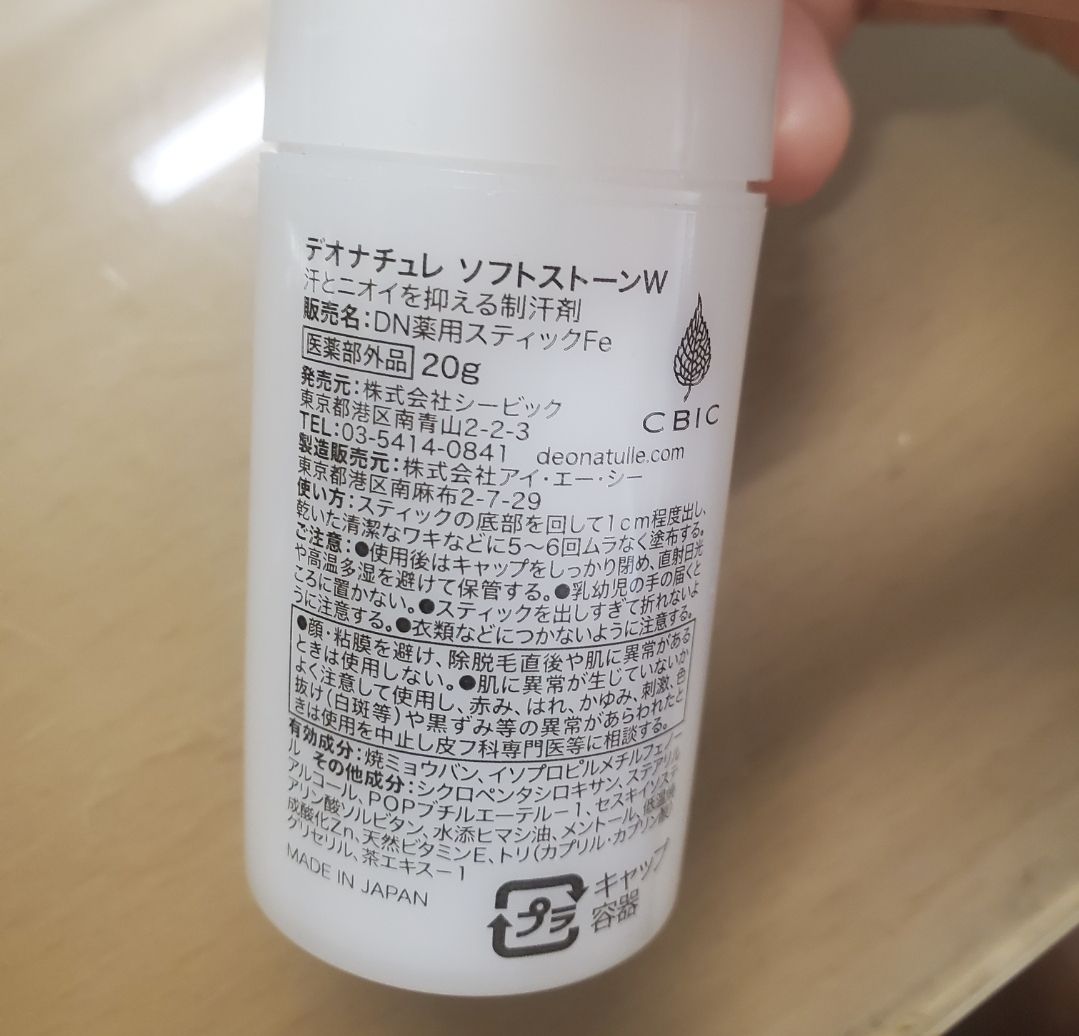 デオナチュレ ソフトストーンW
汗とニオイを抑える制汗剤
販売名:DN薬用スティックFe
医薬部外品 20g
発売元:株式会社シービック
東京都港区南青山2-2-3
TEL:03-5414-0841 deonatulle.com
CBIC
製造販売元:株式会社アイ・エー・シー
東京都港区南麻布2-7-29
使い方:スティックの底部を回して1cm程度出し、
乾いた清潔なワキなどに5〜6回ムラなく塗布する。
ご注意:●使用後はキャップをしっかり閉め、直射日光
や高温多湿を避けて保管する。●乳幼児の手の届くと
ころに置かない。●スティックを出しすぎて折れないよ
うに注意する。●衣類などにつかないように注意する。
●顔・粘膜を避け、除脱毛直後や肌に異常がある
ときは使用しない。●肌に異常が生じていないか
よく注意して使用し、赤み、はれ、かゆみ、刺激、色
抜け(白斑等)や黒ずみ等の異常があらわれたと
きは使用を中止し皮フ科専門医等に相談する。
有効成分:焼ミョウバン、イソプロピルメチルフェノー
ル その他成分:シクロペンタシロキサン、ステアリル
アルコール、POPブチルエーテル-1、セスキイソステ
アリン酸ソルビタン、水添ヒマシ油、メントール、低温焼
成酸化Zn、天然ビタミンE、トリ(カプリル・カプリン酸)
グリセリル、茶エキス-1
MADE IN JAPAN
プラ
キャップ
容器